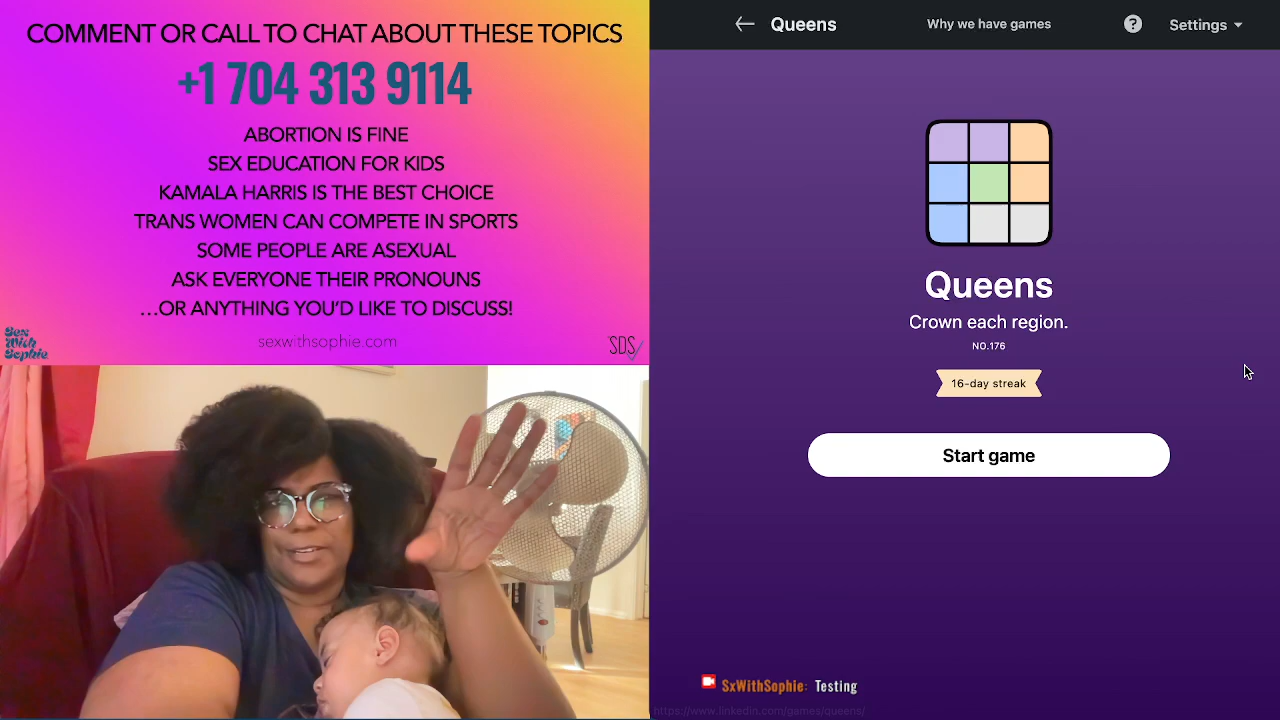 COMMENT OR CALL TO CHAT ABOUT THESE TOPICS
+1 704 313 9114
ABORTION IS FINE
SEX EDUCATION FOR KIDS
KAMALA HARRIS IS THE BEST CHOICE
TRANS WOMEN CAN COMPETE IN SPORTS
SOME PEOPLE ARE ASEXUAL
ASK EVERYONE THEIR PRONOUNS
...OR ANYTHING YOU'D LIKE TO DISCUSS!
sexwithsophie.com
Sex
With
Sophie
SDS
Queens
Why we have games
?
Settings
Queens
Crown each region.
NO.176
16-day streak
Start game
SxWithSophie: Testing
https://www.linkedin.com/games/queens/